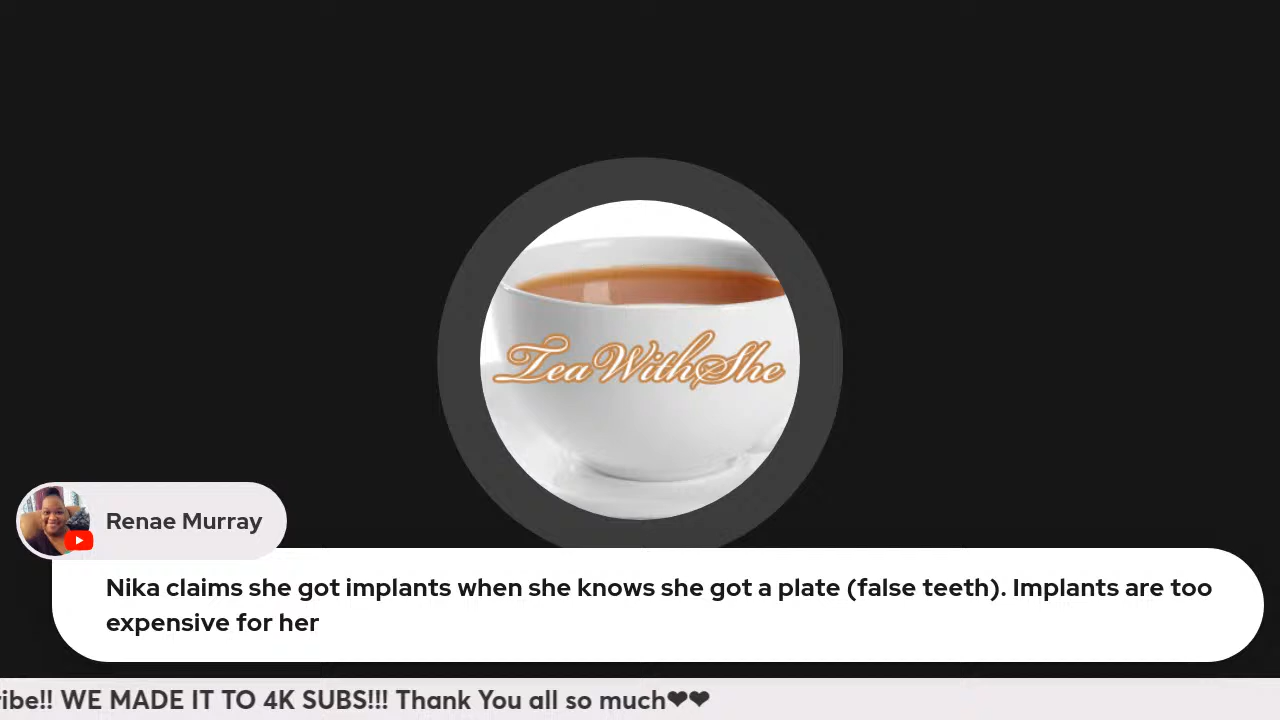 TeaWithShe
Renae Murray
Nika claims she got implants when she knows she got a plate (false teeth). Implants are too
expensive for her
ibe!! WE MADE IT TO 4K SUBS!!! Thank You all so much❤❤